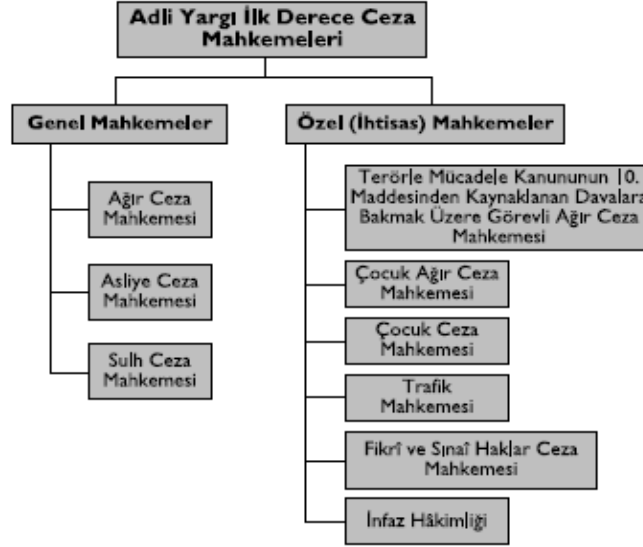 Adli Yargı İlk Derece Ceza
Mahkemeleri
Genel Mahkemeler
Ağır Ceza
Mahkemesi
Asliye Ceza
Mahkemesi
Sulh Ceza
Mahkemesi
Özel (İhtisas) Mahkemeler
Terörle Mücadele Kanununun 10.
Maddesinden Kaynaklanan Davalara
Bakmak Üzere Görevli Ağır Ceza
Mahkemesi
Çocuk Ağır Ceza
Mahkemesi
Çocuk Ceza
Mahkemesi
Trafik
Mahkemesi
Fikrî ve Sınaî Haklar Ceza
Mahkemesi
İnfaz Hâkimliği